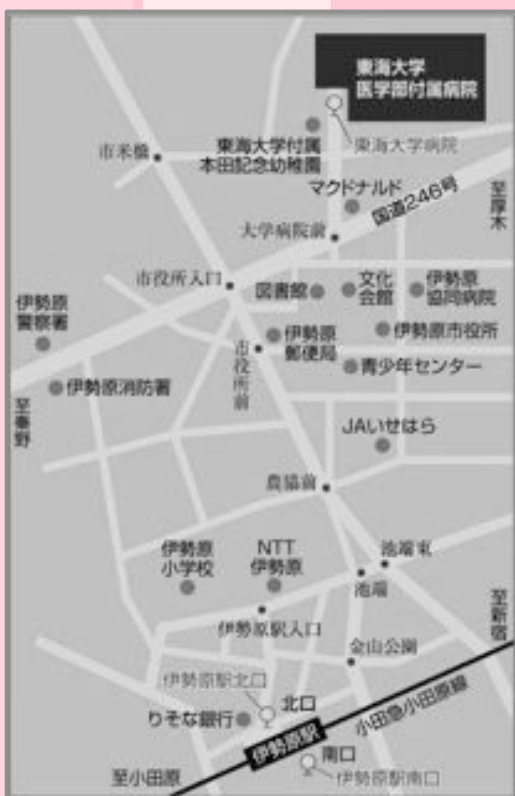 東海大学
医学部付属病院
東海大学病院
東海大学付属
本田記念幼稚園
市米橋
マクドナルド
国道246号
至厚木
大学病院前
市役所入口
図書館
文化
会館
伊勢原
協同病院
伊勢原
警察署
伊勢原
郵便局
伊勢原市役所
市役所前
青少年センター
伊勢原消防署
至秦野
JAいせはら
農協前
伊勢原
小学校
NTT
伊勢原
池端東
池端
至新宿
伊勢原駅入口
金山公園
伊勢原駅北口
北口
りそな銀行
伊勢原駅
小田急小田原線
南口
至小田原
伊勢原駅南口